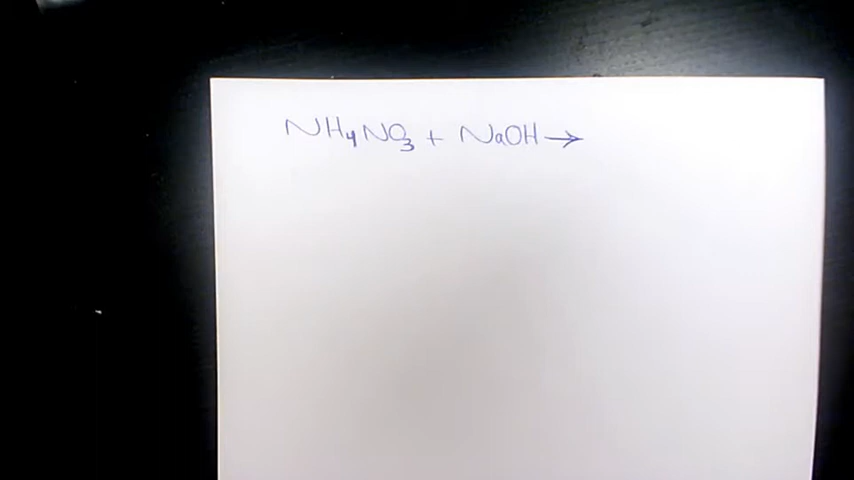 NH₄NO₃ + NaOH →